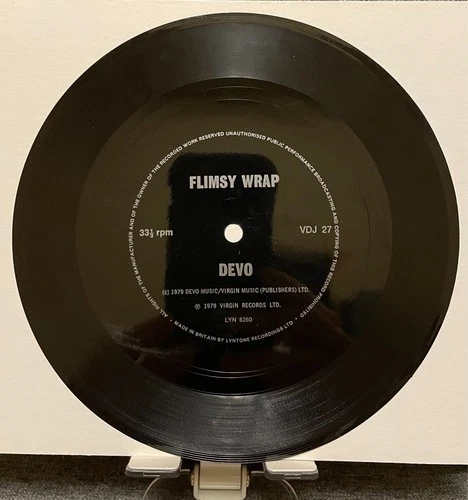 ALL RIGHTS OF THE MANUFACTURER AND OF THE OWNER OF THE RECORDED WORK RESERVED UNAUTHORISED PUBLIC PERFORMANCE BROADCASTING AND COPYING OF THIS RECORD PROHIBITED
FLIMSY WRAP
33⅓ rpm
VDJ 27
DEVO
(c) 1979 DEVO MUSIC/VIRGIN MUSIC (PUBLISHERS) LTD.
℗ 1979 VIRGIN RECORDS LTD.
LYN 6260
• MADE IN BRITAIN BY LYNTONE RECORDINGS LTD •